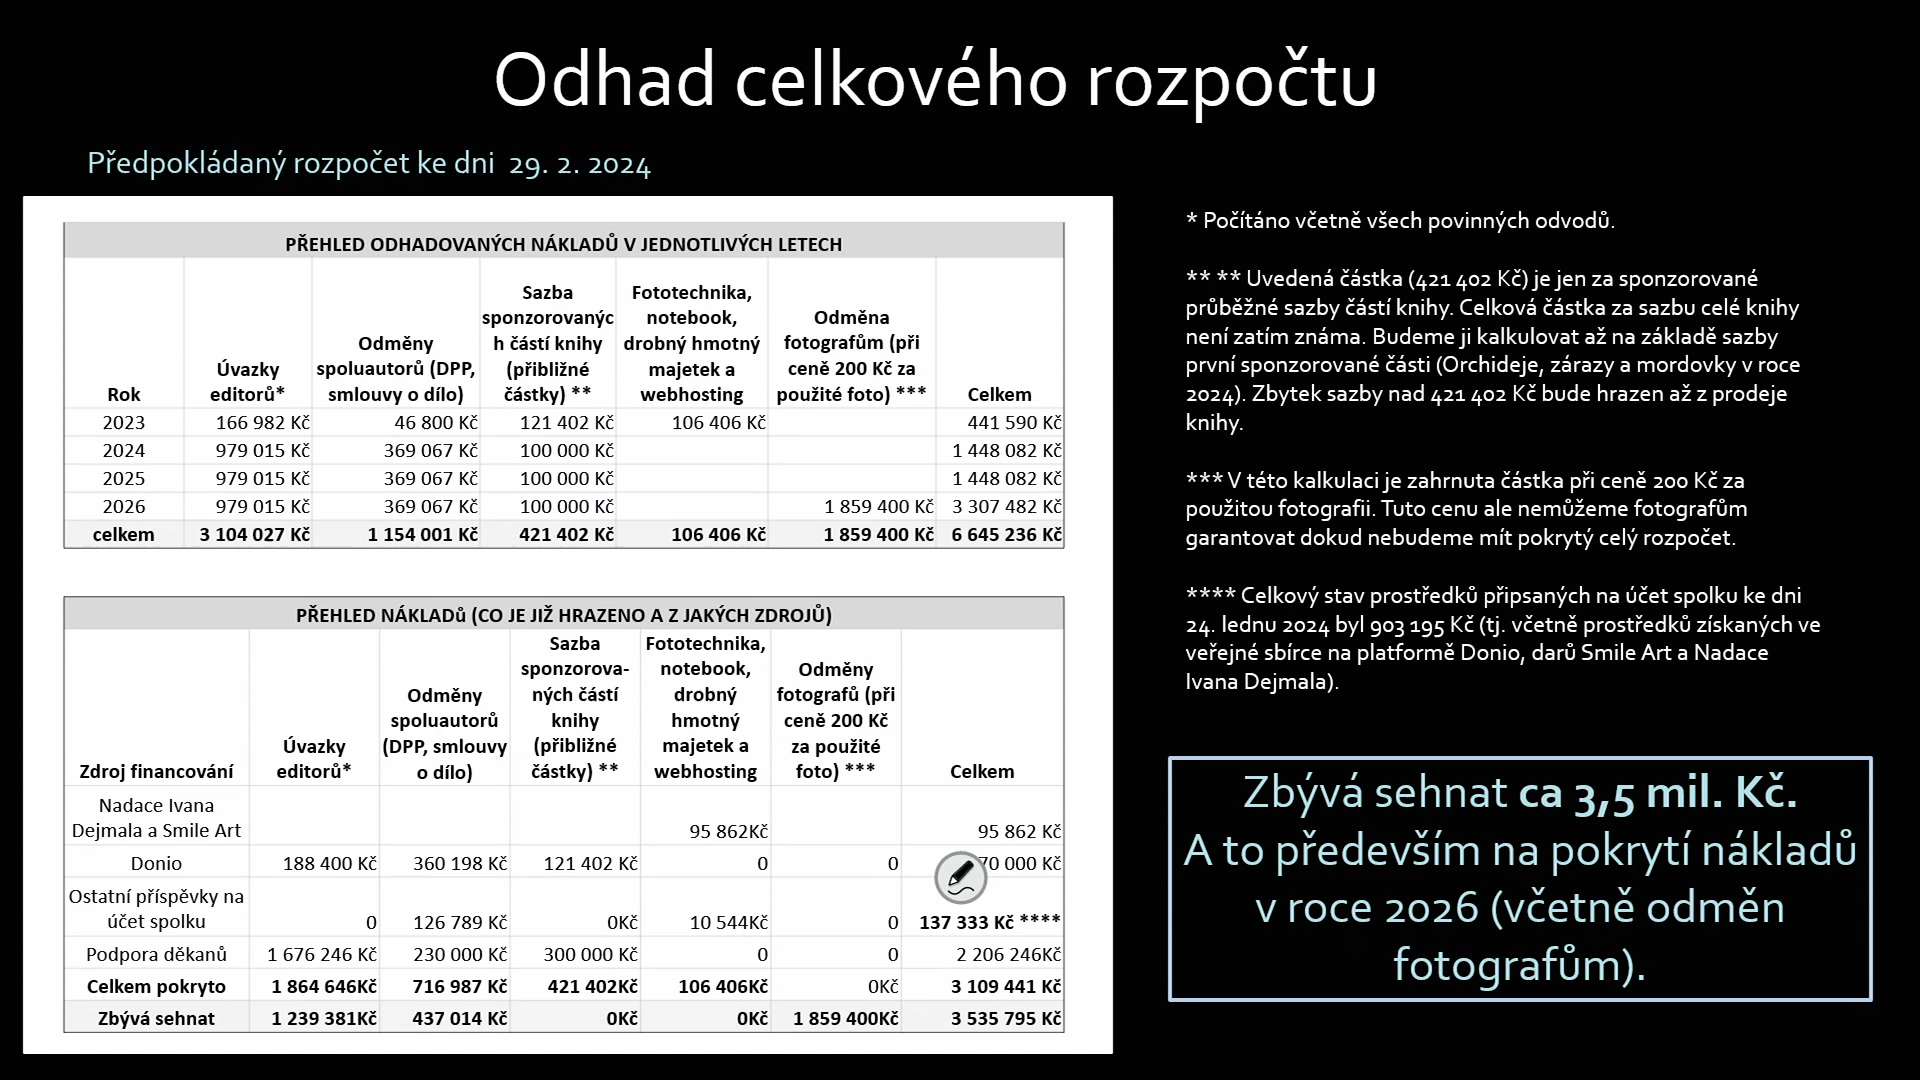 Odhad celkového rozpočtu
Předpokládaný rozpočet ke dni 29. 2. 2024
PŘEHLED ODHADOVANÝCH NÁKLADŮ V JEDNOTLIVÝCH LETECH
Rok | Úvazky editorů* | Odměny spoluautorů (DPP, smlouvy o dílo) | Sazba sponzorovanýc h částí knihy (přibližné částky) ** | Fototechnika, notebook, drobný hmotný majetek a webhosting | Odměna fotografům (při ceně 200 Kč za použité foto) *** | Celkem
2023 | 166 982 Kč | 46 800 Kč | 121 402 Kč | 106 406 Kč | | 441 590 Kč
2024 | 979 015 Kč | 369 067 Kč | 100 000 Kč | | | 1 448 082 Kč
2025 | 979 015 Kč | 369 067 Kč | 100 000 Kč | | | 1 448 082 Kč
2026 | 979 015 Kč | 369 067 Kč | 100 000 Kč | | 1 859 400 Kč | 3 307 482 Kč
celkem | 3 104 027 Kč | 1 154 001 Kč | 421 402 Kč | 106 406 Kč | 1 859 400 Kč | 6 645 236 Kč
PŘEHLED NÁKLADů (CO JE JIŽ HRAZENO A Z JAKÝCH ZDROJŮ)
Zdroj financování | Úvazky editorů* | Odměny spoluautorů (DPP, smlouvy o dílo) | Sazba sponzorova-ných částí knihy (přibližné částky) ** | Fototechnika, notebook, drobný hmotný majetek a webhosting | Odměny fotografů (při ceně 200 Kč za použité foto) *** | Celkem
Nadace Ivana Dejmala a Smile Art | | | | 95 862Kč | | 95 862 Kč
Donio | 188 400 Kč | 360 198 Kč | 121 402 Kč | 0 | 0 | 70 000 Kč
Ostatní příspěvky na účet spolku | 0 | 126 789 Kč | 0Kč | 10 544Kč | 0 | 137 333 Kč ****
Podpora děkanů | 1 676 246 Kč | 230 000 Kč | 300 000 Kč | 0 | 0 | 2 206 246Kč
Celkem pokryto | 1 864 646Kč | 716 987 Kč | 421 402Kč | 106 406Kč | 0Kč | 3 109 441 Kč
Zbývá sehnat | 1 239 381Kč | 437 014 Kč | 0Kč | 0Kč | 1 859 400Kč | 3 535 795 Kč
* Počítáno včetně všech povinných odvodů.
** ** Uvedená částka (421 402 Kč) je jen za sponzorované
průběžné sazby částí knihy. Celková částka za sazbu celé knihy
není zatím známa. Budeme ji kalkulovat až na základě sazby
první sponzorované části (Orchideje, zárazy a mordovky v roce
2024). Zbytek sazby nad 421 402 Kč bude hrazen až z prodeje
knihy.
*** V této kalkulaci je zahrnuta částka při ceně 200 Kč za
použitou fotografii. Tuto cenu ale nemůžeme fotografům
garantovat dokud nebudeme mít pokrytý celý rozpočet.
**** Celkový stav prostředků připsaných na účet spolku ke dni
24. lednu 2024 byl 903 195 Kč (tj. včetně prostředků získaných ve
veřejné sbírce na platformě Donio, darů Smile Art a Nadace
Ivana Dejmala).
Zbývá sehnat ca 3,5 mil. Kč.
A to především na pokrytí nákladů
v roce 2026 (včetně odměn
fotografům).